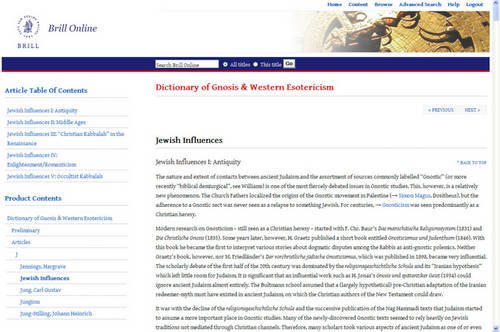 Home Content Browse Advanced Search Help Logout
BRILL
Brill Online
Search Brill Online All titles This title Go
Article Table Of Contents
Jewish Influences I: Antiquity
Jewish Influences II: Middle Ages
Jewish Influences III: "Christian Kabbalah" in the
Renaissance
Jewish Influences IV:
Enlightenment/Romanticism
Jewish Influences V: Occultist Kabbalah
Product Contents
Dictionary of Gnosis & Western Esotericism
Preliminary
Articles
J
Jennings, Hargrave
Jewish Influences
Jung, Carl Gustav
Jungism
Jung-Stilling, Johann Heinrich
Dictionary of Gnosis & Western Esotericism
« PREVIOUS NEXT »
Jewish Influences
Jewish Influences I: Antiquity
^ BACK TO TOP
The nature and extent of contacts between ancient Judaism and the assortment of sources commonly labelled "Gnostic" (or more
recently "biblical demiurgical", see Williams) is one of the most fiercely debated issues in Gnostic studies. This, however, is a relatively
new phenomenon. The Church Fathers localized the origins of the Gnostic movement in Palestine (→ Simon Magus, Dositheus), but the
adherence to a Gnostic sect was never seen as a relapse to something Jewish. For centuries, → Gnosticism was seen predominantly as a
Christian heresy.
Modern research on Gnosticism – still seen as a Christian heresy – started with F. Chr. Baur's Das manichäische Religionssystem (1831) and
Die Christliche Gnosis (1835). Some years later, however, H. Graetz published a short book entitled Gnosticismus und Judenthum (1846). With
this book he became the first to interpret various stories about dogmatic disputes among the Rabbis as anti-gnostic polemics. Neither
Graetz's book, however, nor M. Friedländer's Der vorchristliche jüdische Gnosticismus, which was published in 1898, became very influential.
The scholarly debate of the first half of the 20th century was dominated by the religionsgeschichtliche Schule and its "Iranian hypothesis"
which left little room for Judaism. It is significant that an influential work such as H. Jonas's Gnosis und spätantiker Geist (1934) could
ignore ancient Judaism almost entirely. The Bultmann school assumed that a (largely hypothetical) pre-Christian adaptation of the Iranian
redeemer-myth must have existed in ancient Judaism, on which the Christian authors of the New Testament could draw.
It was with the decline of the religionsgeschichtliche Schule and the successive publication of the Nag Hammadi texts that Judaism started
to assume a more important place in Gnostic studies. Many of the newly-discovered Gnostic texts seemed to rely heavily on Jewish
traditions not mediated through Christian channels. Therefore, many scholars took various aspects of ancient Judaism as one or even